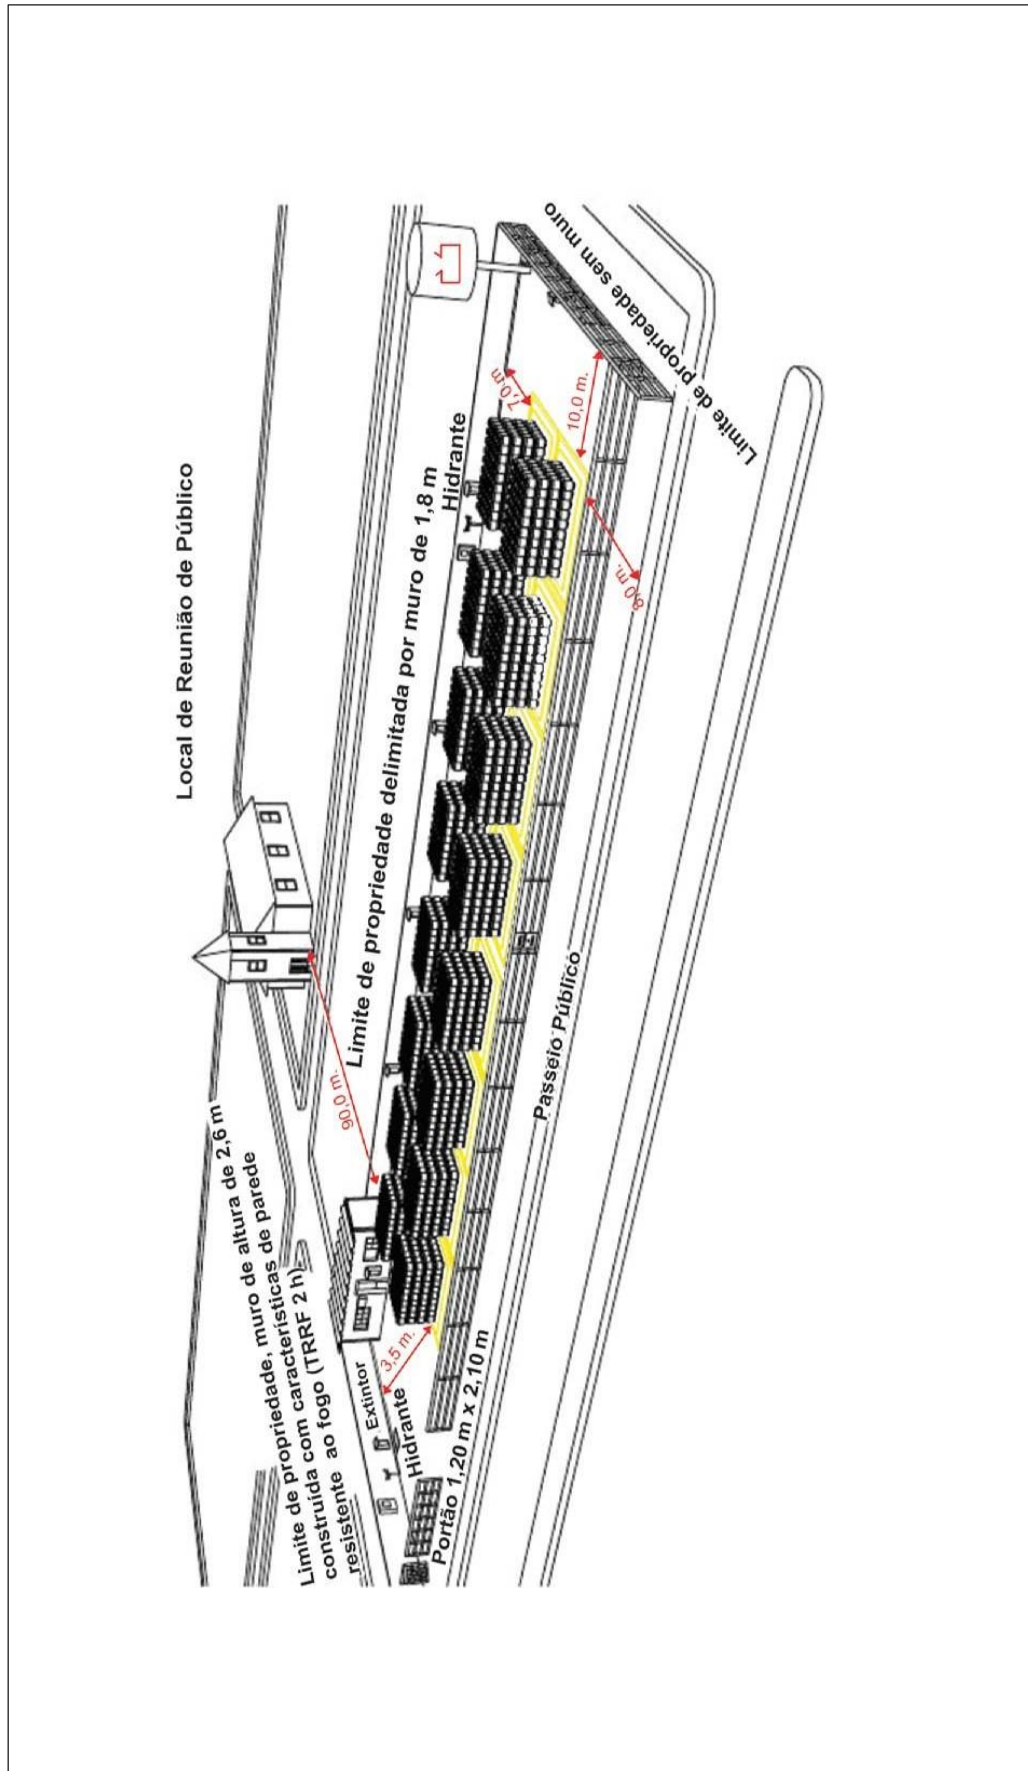 Local de Reunião de Público
90,0 m.
Limite de propriedade delimitada por muro de 1,8 m
Hidrante
7,0 m
10,0 m.
8,0 m.
Limite de propriedade sem muro
Limite de propriedade, muro de altura de 2,6 m
construída com características de parede
resistente ao fogo (TRRF 2 h)
3,5 m.
Extintor
Hidrante
Portão 1,20 m x 2,10 m
Passeio Público